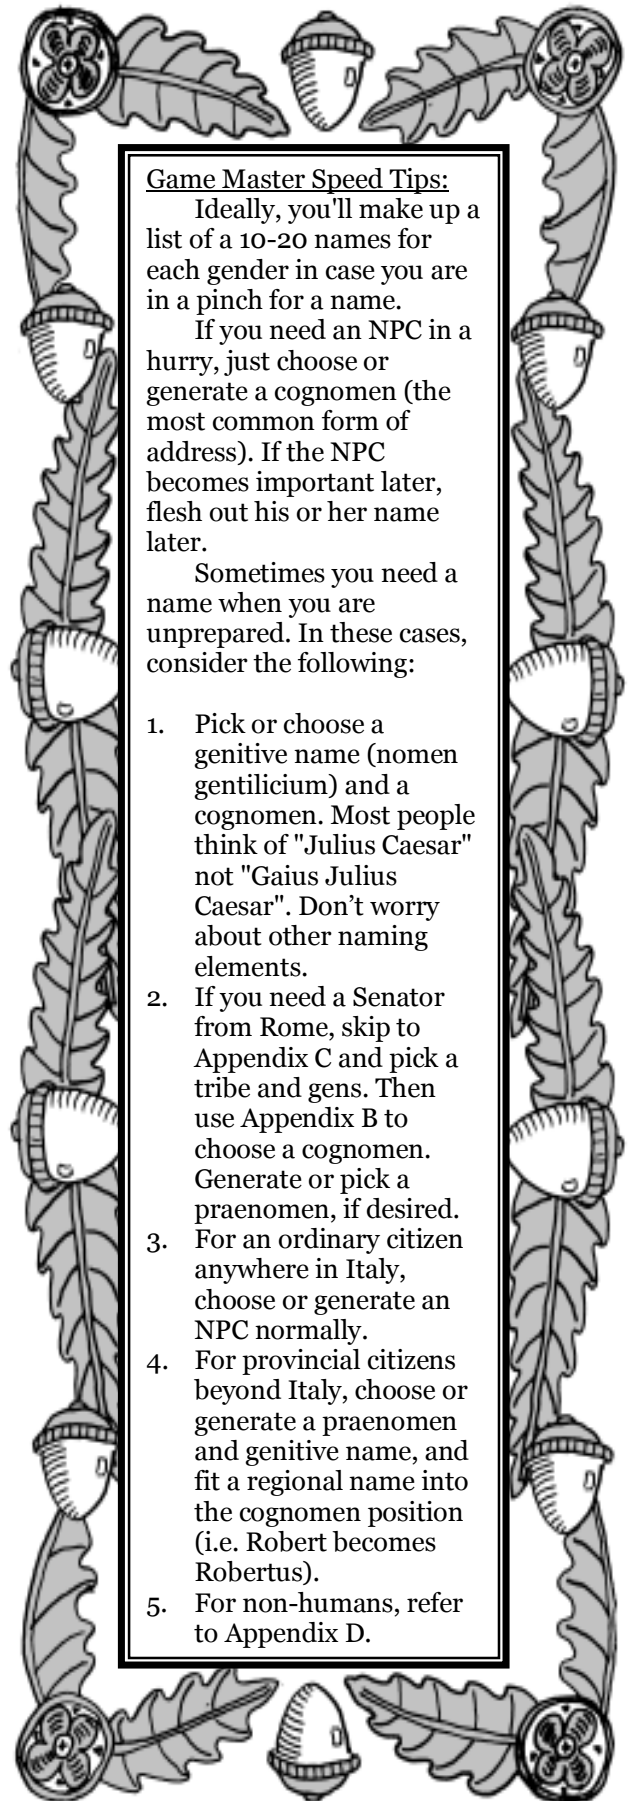 Game Master Speed Tips:
Ideally, you'll make up a
list of a 10-20 names for
each gender in case you are
in a pinch for a name.
If you need an NPC in a
hurry, just choose or
generate a cognomen (the
most common form of
address). If the NPC
becomes important later,
flesh out his or her name
later.
Sometimes you need a
name when you are
unprepared. In these cases,
consider the following:
1. Pick or choose a
genitive name (nomen
gentilicium) and a
cognomen. Most people
think of "Julius Caesar"
not "Gaius Julius
Caesar". Don’t worry
about other naming
elements.
2. If you need a Senator
from Rome, skip to
Appendix C and pick a
tribe and gens. Then
use Appendix B to
choose a cognomen.
Generate or pick a
praenomen, if desired.
3. For an ordinary citizen
anywhere in Italy,
choose or generate an
NPC normally.
4. For provincial citizens
beyond Italy, choose or
generate a praenomen
and genitive name, and
fit a regional name into
the cognomen position
(i.e. Robert becomes
Robertus).
5. For non-humans, refer
to Appendix D.